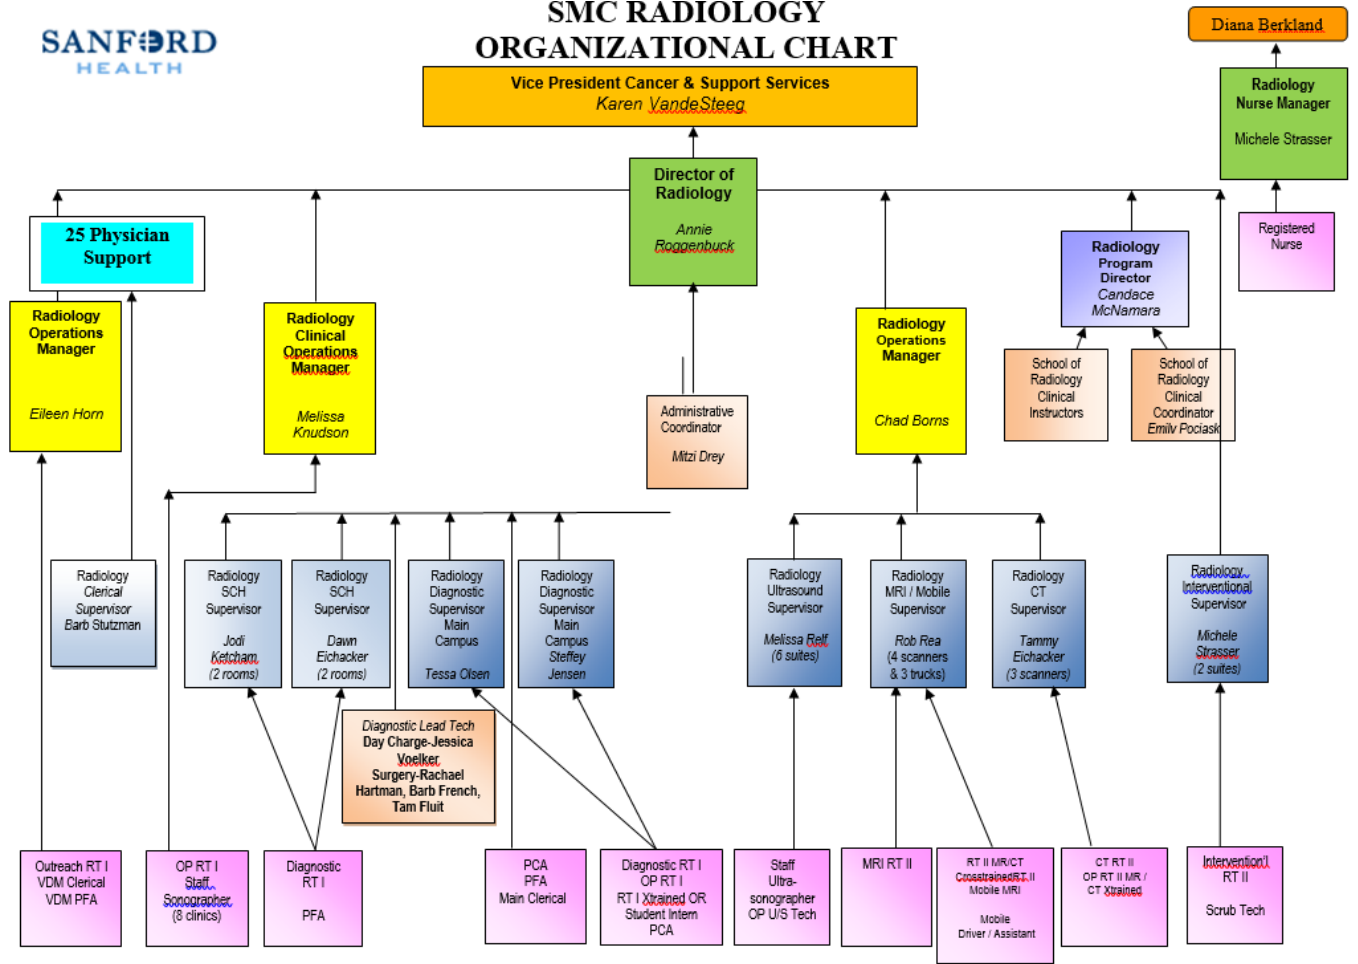 SMC RADIOLOGY
ORGANIZATIONAL CHART
SANFORD
HEALTH
Diana Berkland
Vice President Cancer & Support Services
Karen VandeSteeg
Radiology
Nurse Manager
Michele Strasser
Director of
Radiology
Annie
Roggenbuck
Registered
Nurse
25 Physician
Support
Radiology
Program
Director
Candace
McNamara
Radiology
Operations
Manager
Eileen Horn
Radiology
Clinical
Operations
Manager
Melissa
Knudson
Radiology
Operations
Manager
Chad Borns
School of
Radiology
Clinical
Instructors
School of
Radiology
Clinical
Coordinator
Emily Pociask
Administrative
Coordinator
Mitzi Drey
Radiology
Clerical
Supervisor
Barb Stutzman
Radiology
SCH
Supervisor
Jodi
Ketcham
(2 rooms)
Radiology
SCH
Supervisor
Dawn
Eichacker
(2 rooms)
Radiology
Diagnostic
Supervisor
Main
Campus
Tessa Olsen
Radiology
Diagnostic
Supervisor
Main
Campus
Steffey
Jensen
Radiology
Ultrasound
Supervisor
Melissa Relf
(6 suites)
Radiology
MRI / Mobile
Supervisor
Rob Rea
(4 scanners
& 3 trucks)
Radiology
CT
Supervisor
Tammy
Eichacker
(3 scanners)
Radiology
Interventional
Supervisor
Michele
Strasser
(2 suites)
Diagnostic Lead Tech
Day Charge-Jessica
Voelker
Surgery-Rachael
Hartman, Barb French,
Tam Fluit
Outreach RT I
VDM Clerical
VDM PFA
OP RT I
Staff
Sonographer
(8 clinics)
Diagnostic
RT I
PFA
PCA
PFA
Main Clerical
Diagnostic RT I
OP RT I
RT I Xtrained OR
Student Intern
PCA
Staff
Ultra-
sonographer
OP U/S Tech
MRI RT II
RT II MR/CT
CrosstrainedRT II
Mobile MRI
Mobile
Driver / Assistant
CT RT II
OP RT II MR /
CT Xtrained
Intervention'l
RT II
Scrub Tech